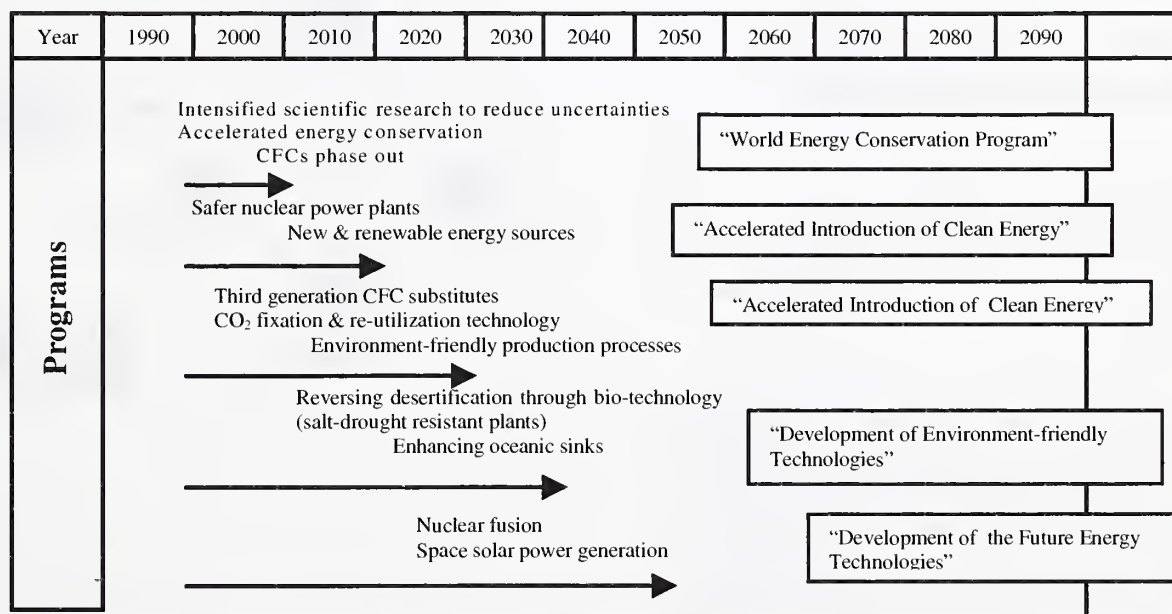 Year 1990 2000 2010 2020 2030 2040 2050 2060 2070 2080 2090
Programs
Intensified scientific research to reduce uncertainties
Accelerated energy conservation
CFCs phase out
“World Energy Conservation Program”
Safer nuclear power plants
New & renewable energy sources
“Accelerated Introduction of Clean Energy”
Third generation CFC substitutes
CO₂ fixation & re-utilization technology
Environment-friendly production processes
“Accelerated Introduction of Clean Energy”
Reversing desertification through bio-technology
(salt-drought resistant plants)
Enhancing oceanic sinks
“Development of Environment-friendly
Technologies”
Nuclear fusion
Space solar power generation
“Development of the Future Energy
Technologies”